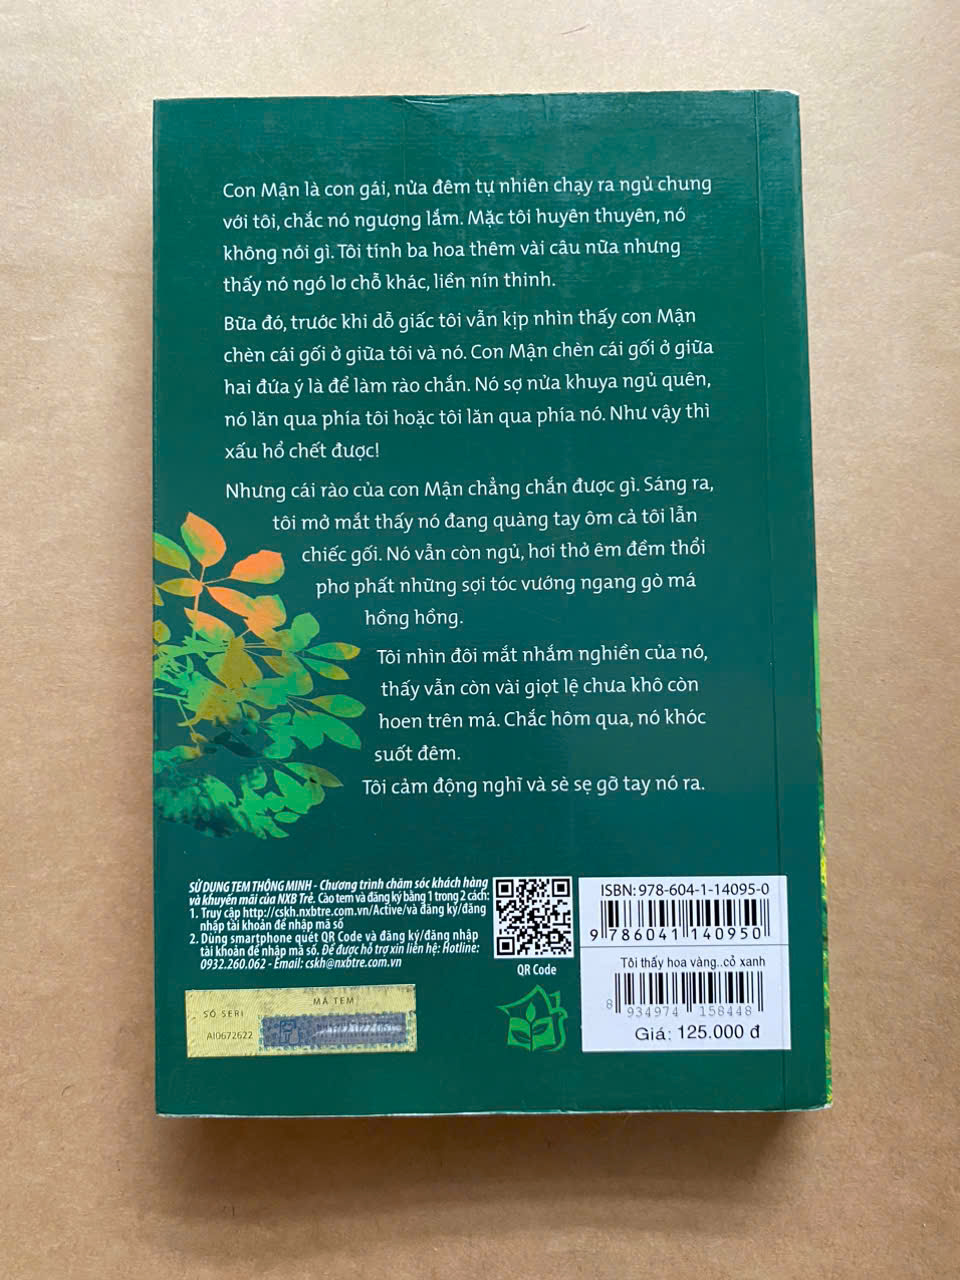 Con Mận là con gái, nửa đêm tự nhiên chạy ra ngủ chung
với tôi, chắc nó ngượng lắm. Mặc tôi huyên thuyên, nó
không nói gì. Tôi tính ba hoa thêm vài câu nữa nhưng
thấy nó ngó lơ chỗ khác, liền nín thinh.
Bữa đó, trước khi dỗ giấc tôi vẫn kịp nhìn thấy con Mận
chèn cái gối ở giữa tôi và nó. Con Mận chèn cái gối ở giữa
hai đứa ý là để làm rào chắn. Nó sợ nửa khuya ngủ quên,
nó lăn qua phía tôi hoặc tôi lăn qua phía nó. Như vậy thì
xấu hổ chết được!
Nhưng cái rào của con Mận chẳng chắn được gì. Sáng ra,
tôi mở mắt thấy nó đang quàng tay ôm cả tôi lẫn
chiếc gối. Nó vẫn còn ngủ, hơi thở êm đềm thổi
phơ phất những sợi tóc vướng ngang gò má
hồng hồng.
Tôi nhìn đôi mắt nhắm nghiền của nó,
thấy vẫn còn vài giọt lệ chưa khô còn
hoen trên má. Chắc hôm qua, nó khóc
suốt đêm.
Tôi cảm động nghĩ và sè sẹ gỡ tay nó ra.
SỬ DỤNG TEM THÔNG MINH - Chương trình chăm sóc khách hàng
và khuyến mãi của NXB Trẻ. Cào tem và đăng ký bằng 1 trong 2 cách:
1. Truy cập http://cskh.nxbtre.com.vn/Active/và đăng ký/đăng
nhập tài khoản để nhập mã số
2. Dùng smartphone quét QR Code và đăng ký/đăng nhập
tài khoản để nhập mã số. Để được hỗ trợ xin liên hệ: Hotline:
0932.260.062 - Email: cskh@nxbtre.com.vn
QR Code
MÃ TEM
SỐ SERI
AI0672622
ISBN: 978-604-1-14095-0
9 786041 140950
Tôi thấy hoa vàng..cỏ xanh
8 934974 158448
Giá: 125.000 đ